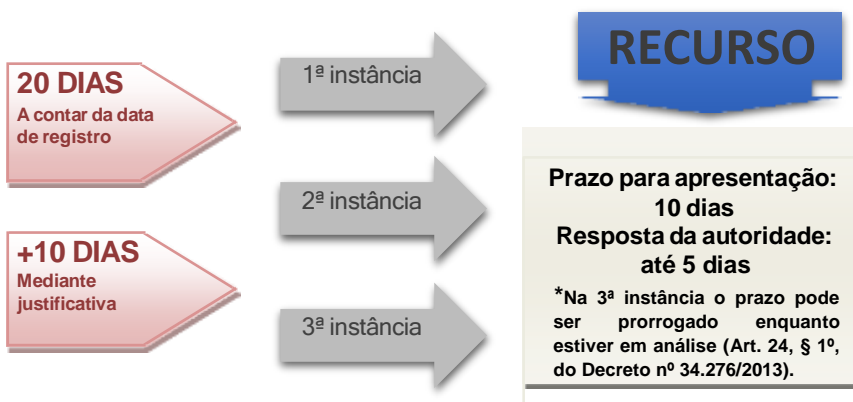 20 DIAS
A contar da data
de registro
+10 DIAS
Mediante
justificativa
1ª instância
2ª instância
3ª instância
RECURSO
Prazo para apresentação:
10 dias
Resposta da autoridade:
até 5 dias
*Na 3ª instância o prazo pode
ser prorrogado enquanto
estiver em análise (Art. 24, § 1º,
do Decreto nº 34.276/2013).